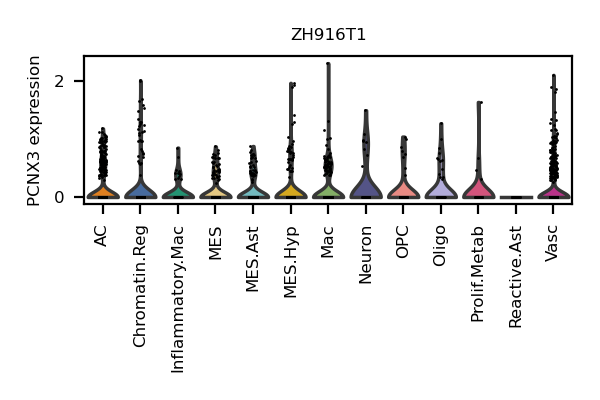 ZH916T1
PCNX3 expression
2
0
AC
Chromatin.Reg
Inflammatory.Mac
MES
MES.Ast
MES.Hyp
Mac
Neuron
OPC
Oligo
Prolif.Metab
Reactive.Ast
Vasc